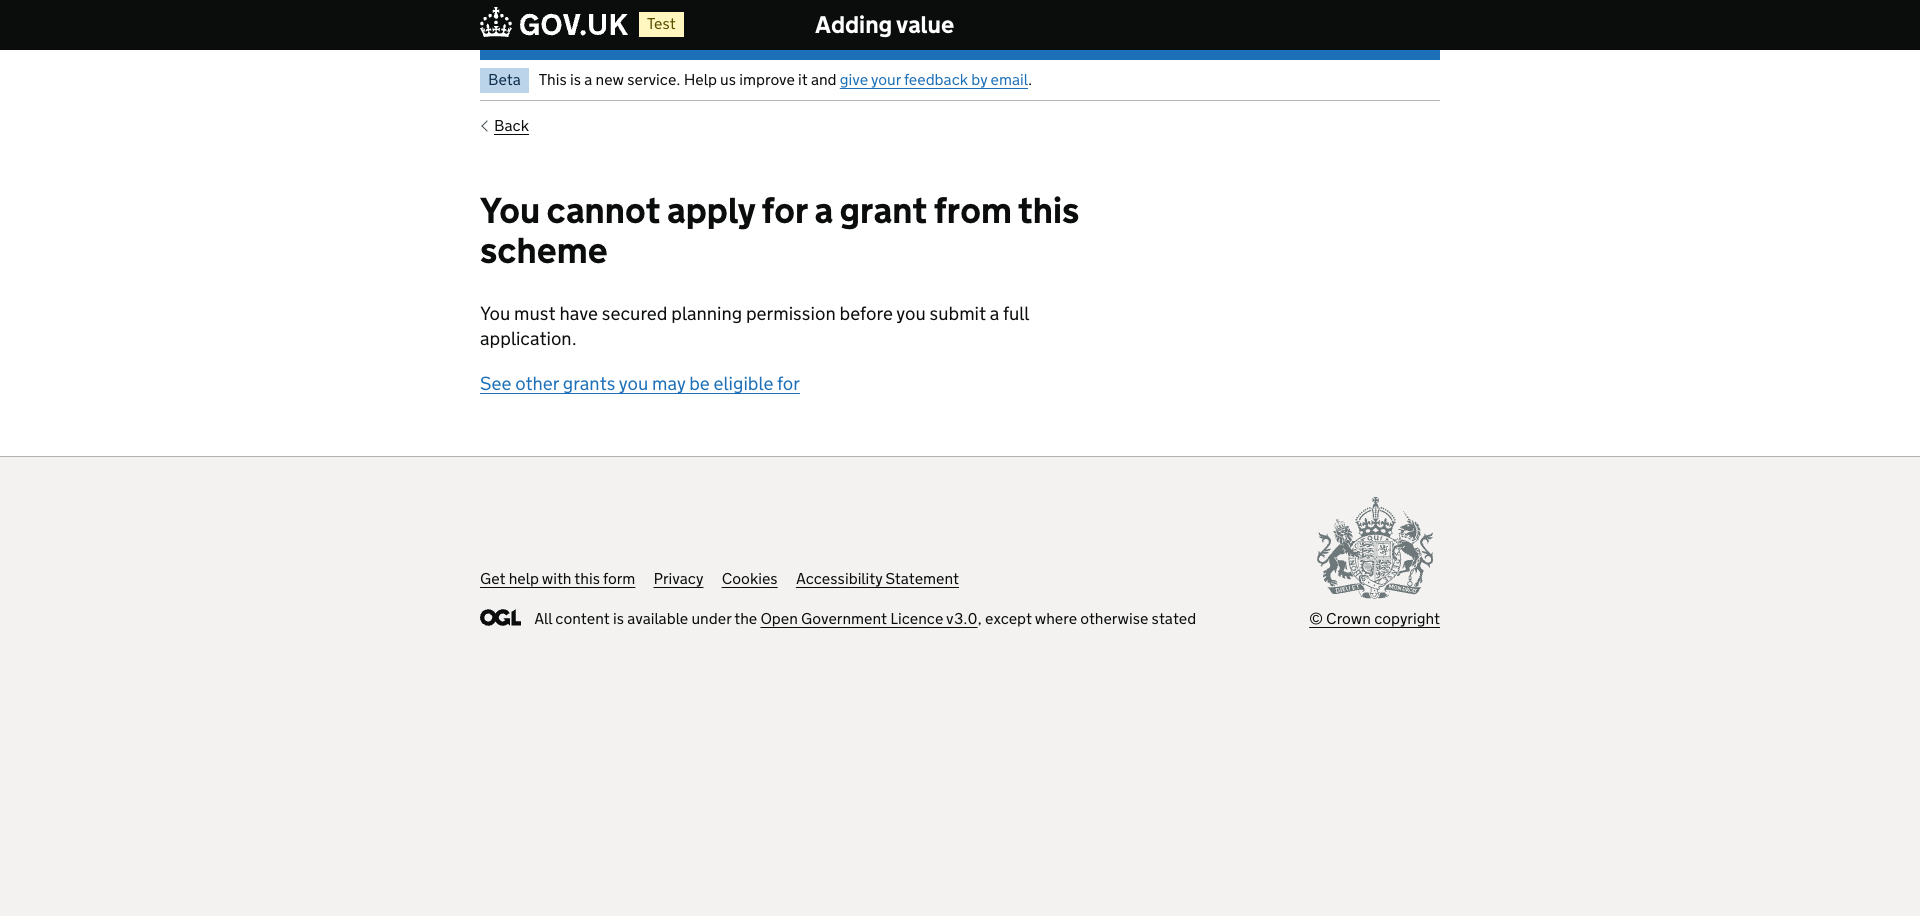 GOV.UK Test Adding value
Beta This is a new service. Help us improve it and give your feedback by email.
Back
You cannot apply for a grant from this
scheme
You must have secured planning permission before you submit a full
application.
See other grants you may be eligible for
Get help with this form Privacy Cookies Accessibility Statement
OGL All content is available under the Open Government Licence v3.0, except where otherwise stated
© Crown copyright